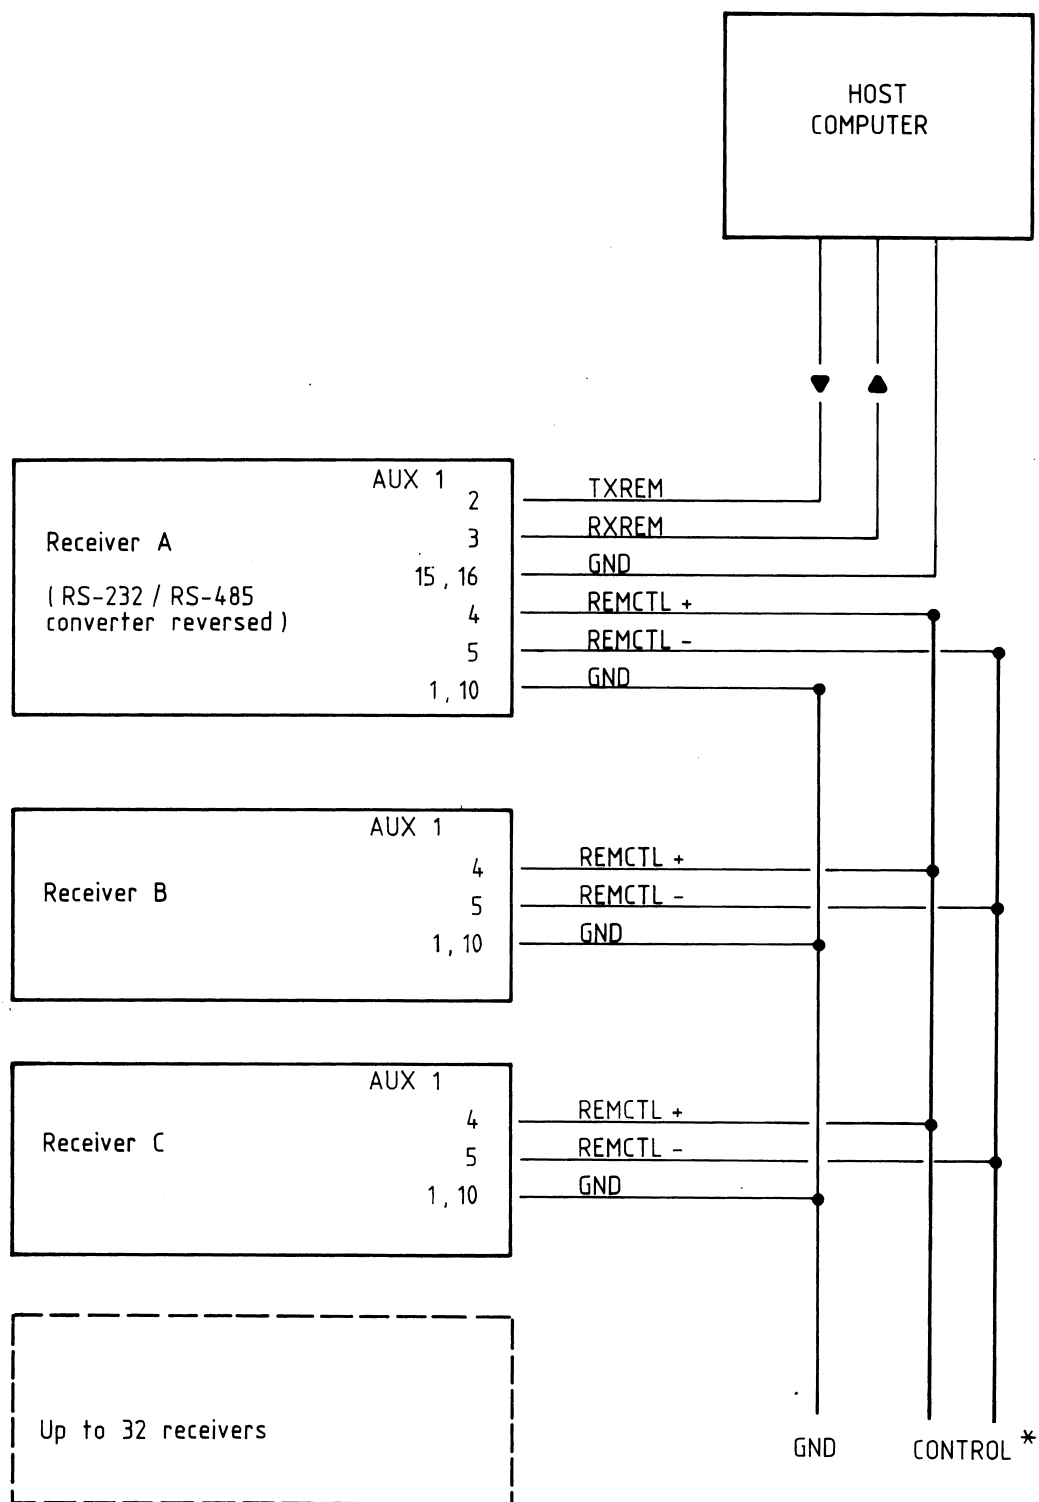 HOST
COMPUTER
AUX 1
2
TXREM
Receiver A
3
RXREM
15, 16
GND
( RS-232 / RS-485
converter reversed )
4
REMCTL +
5
REMCTL -
1, 10
GND
AUX 1
4
REMCTL +
Receiver B
5
REMCTL -
1, 10
GND
AUX 1
4
REMCTL +
Receiver C
5
REMCTL -
1, 10
GND
Up to 32 receivers
GND
CONTROL *